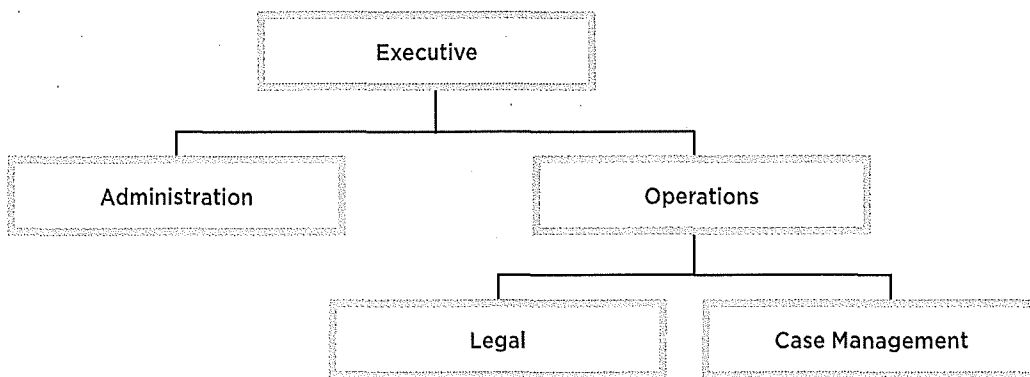 Executive
Administration
Operations
Legal
Case Management